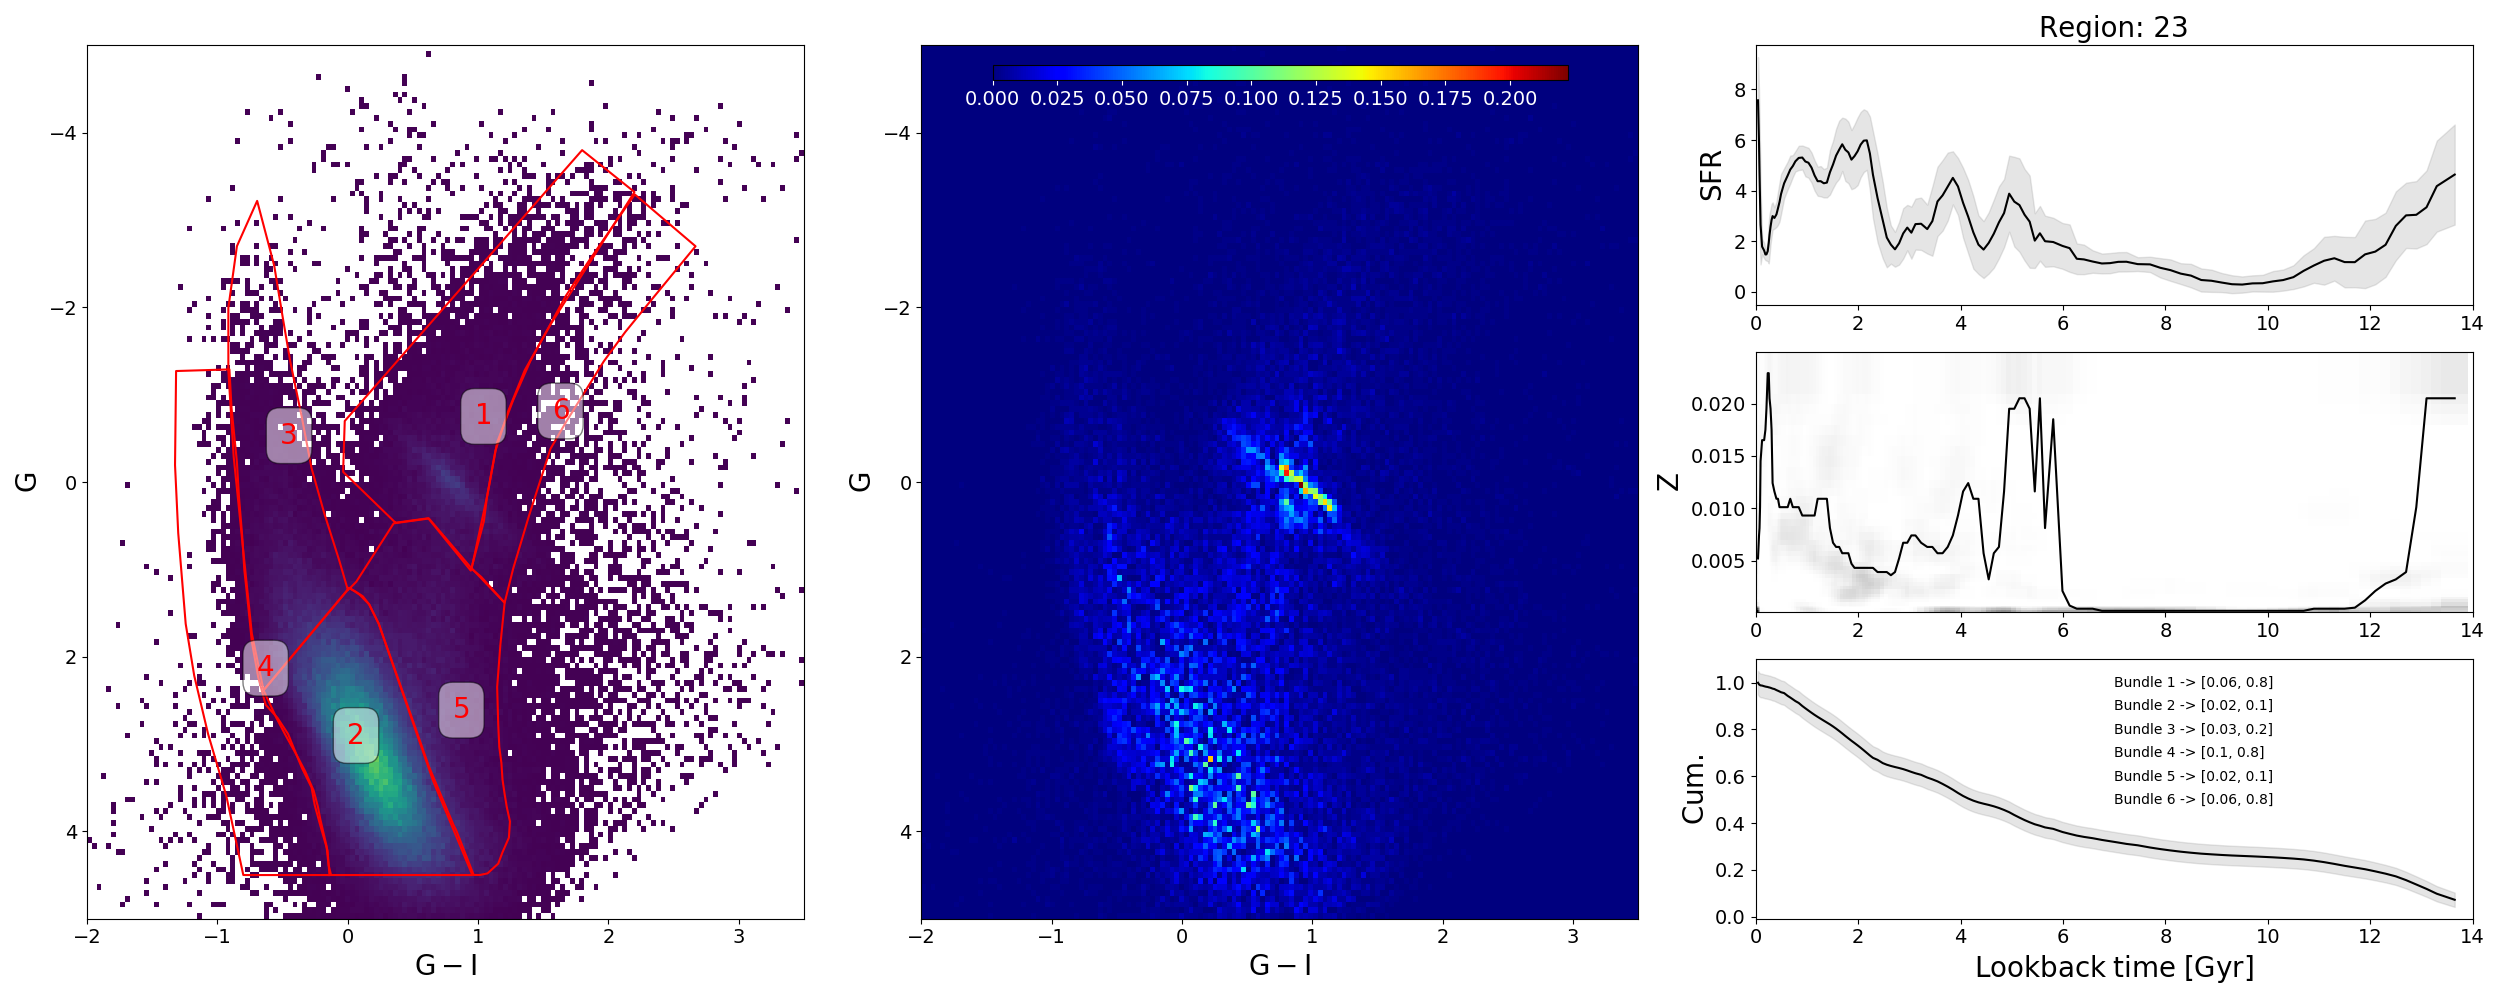 Region: 23
−4
−2
0
2
4
G
−2
−1
0
1
2
3
G − I
1
2
3
4
5
6
−4
−2
0
2
4
G
0.000 0.025 0.050 0.075 0.100 0.125 0.150 0.175 0.200
−2
−1
0
1
2
3
G − I
8
6
4
2
0
SFR
0 2 4 6 8 10 12 14
0.020
0.015
0.010
0.005
Z
0 2 4 6 8 10 12 14
1.0
0.8
0.6
0.4
0.2
0.0
Cum.
Bundle 1 -> [0.06, 0.8]
Bundle 2 -> [0.02, 0.1]
Bundle 3 -> [0.03, 0.2]
Bundle 4 -> [0.1, 0.8]
Bundle 5 -> [0.02, 0.1]
Bundle 6 -> [0.06, 0.8]
0 2 4 6 8 10 12 14
Lookback time [Gyr]